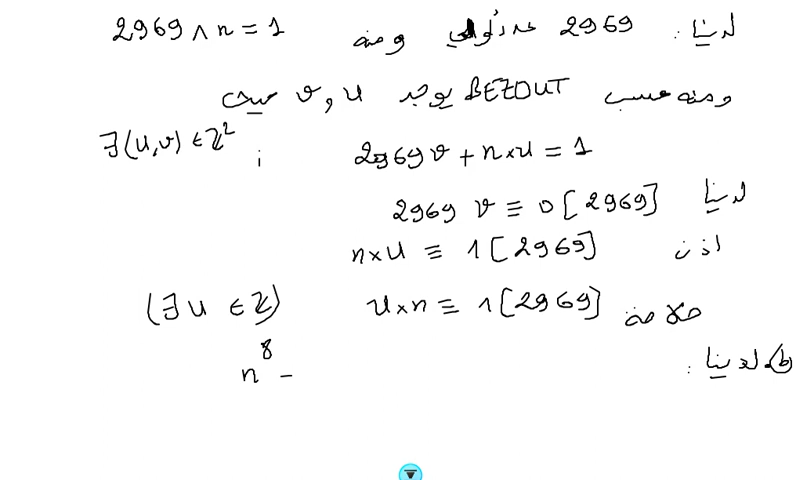 لدينا : 2969 عدد أولي ومنه 2969 ∧ n = 1
ومنه حسب BEZOUT يوجد u و v حيث
2969 v + n×u = 1 ; ∃(u,v) ∈ ℤ²
لدينا 2969 v ≡ 0 [2969]
اذن n×u ≡ 1 [2969]
خلاصة u×n ≡ 1 [2969] (∃ u ∈ ℤ)
b) لدينا :
n⁸ –